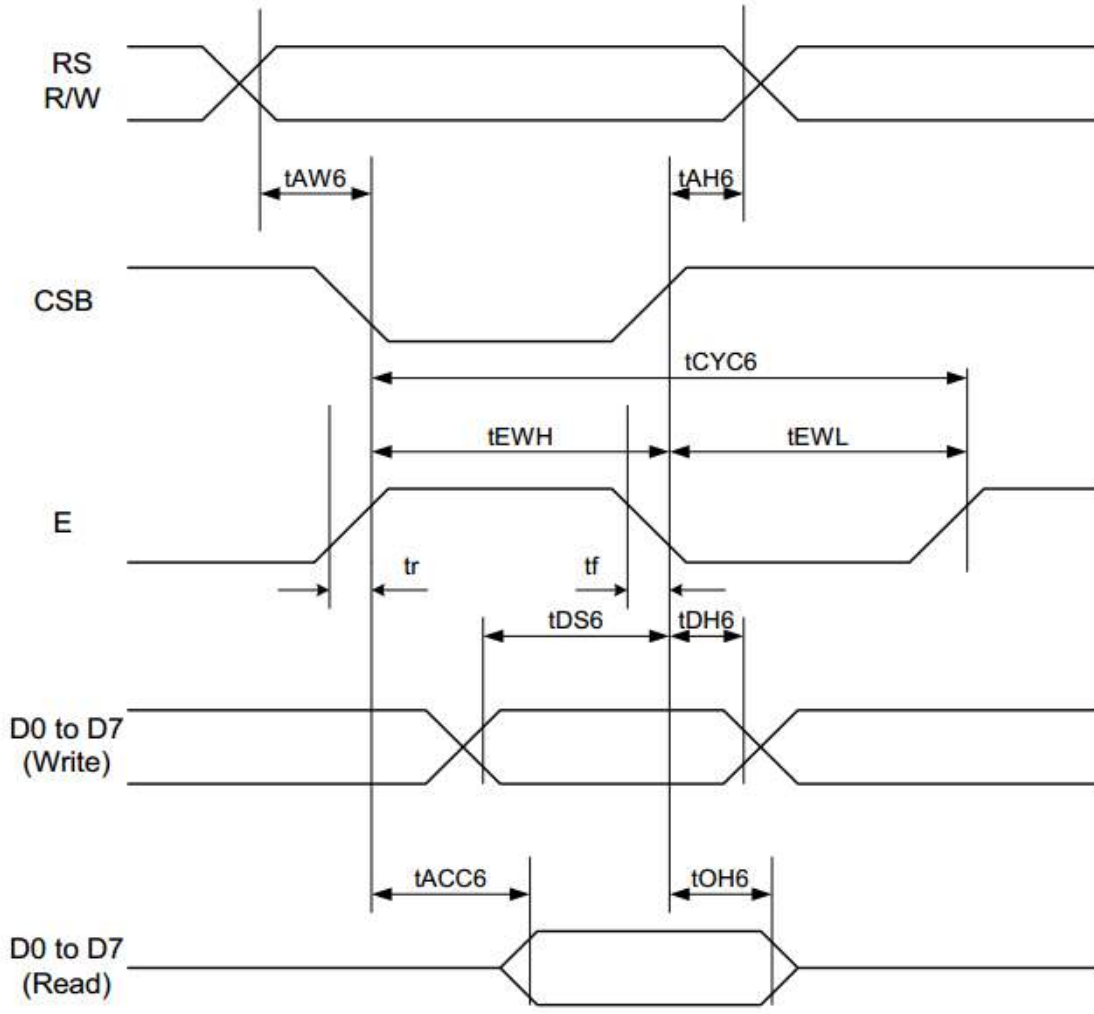 RS
R/W
tAW6
tAH6
CSB
tCYC6
tEWH
tEWL
E
tr
tf
tDS6
tDH6
D0 to D7
(Write)
tACC6
tOH6
D0 to D7
(Read)